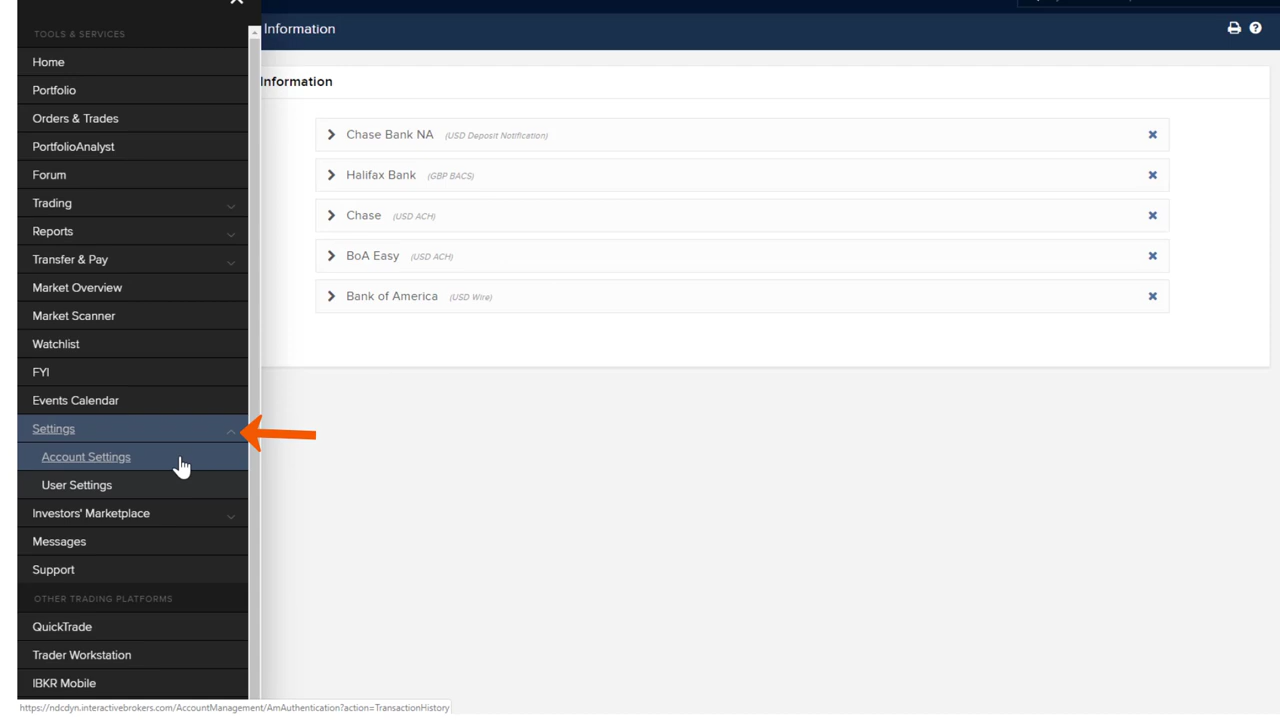 Information
TOOLS & SERVICES
Home
Portfolio
Orders & Trades
PortfolioAnalyst
Forum
Trading
Reports
Transfer & Pay
Market Overview
Market Scanner
Watchlist
FYI
Events Calendar
Settings
Account Settings
User Settings
Investors' Marketplace
Messages
Support
OTHER TRADING PLATFORMS
QuickTrade
Trader Workstation
IBKR Mobile
Information
Chase Bank NA (USD Deposit Notification)
Halifax Bank (GBP BACS)
Chase (USD ACH)
BoA Easy (USD ACH)
Bank of America (USD Wire)
https://ndcdyn.interactivebrokers.com/AccountManagement/AmAuthentication?action=TransactionHistory